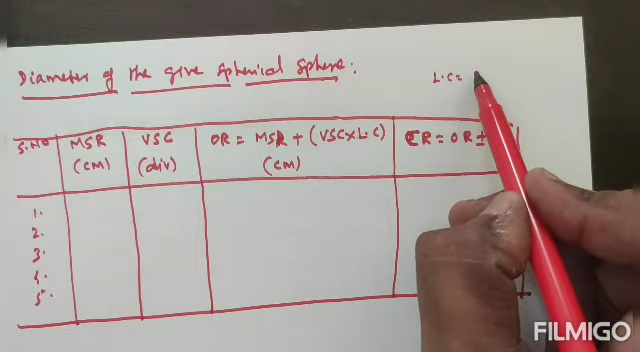 Diameter of the give spherical sphere:
L.C=
S.NO MSR (CM) VSC (div) OR = MSR + (VSC x L.C) (CM) CR = OR ±
1.
2.
3.
4.
5.
FILMIGO